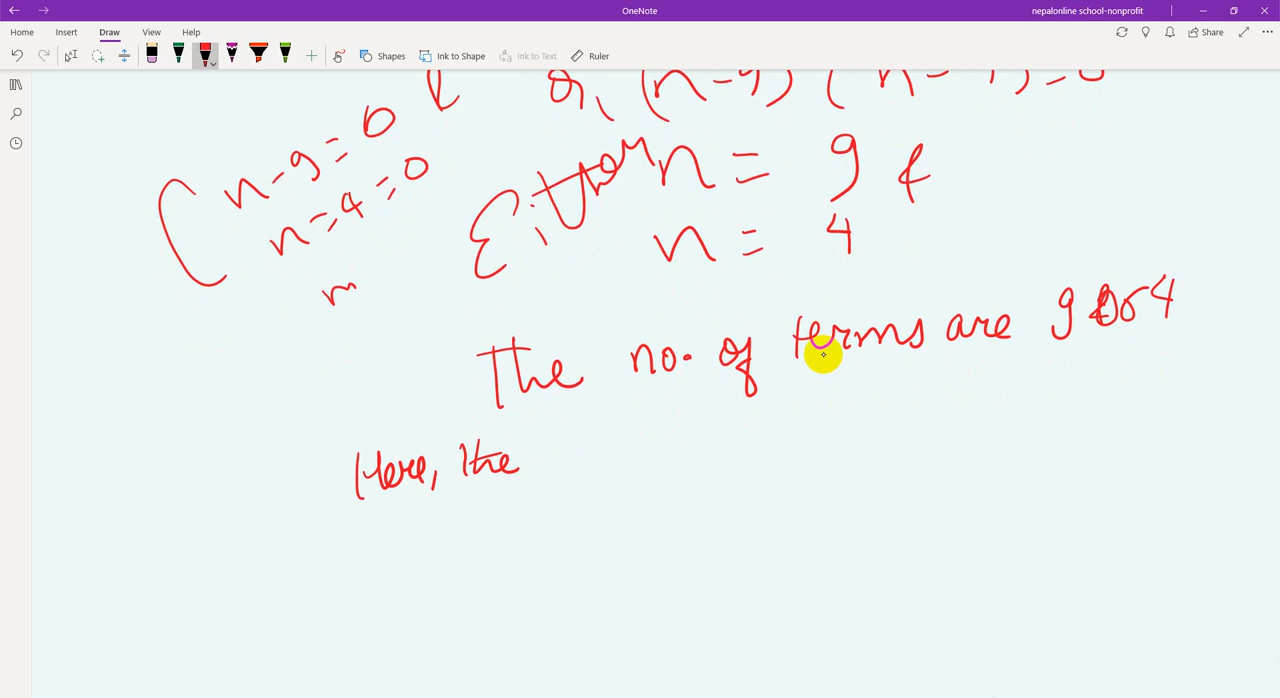 OneNote
nepalonline school-nonprofit
Home Insert Draw View Help
Share
Shapes Ink to Shape Ink to Text Ruler
n-9=0
n-4=0
Either n = 9 &
n = 4
The no. of terms are 9 or 4
Here, the